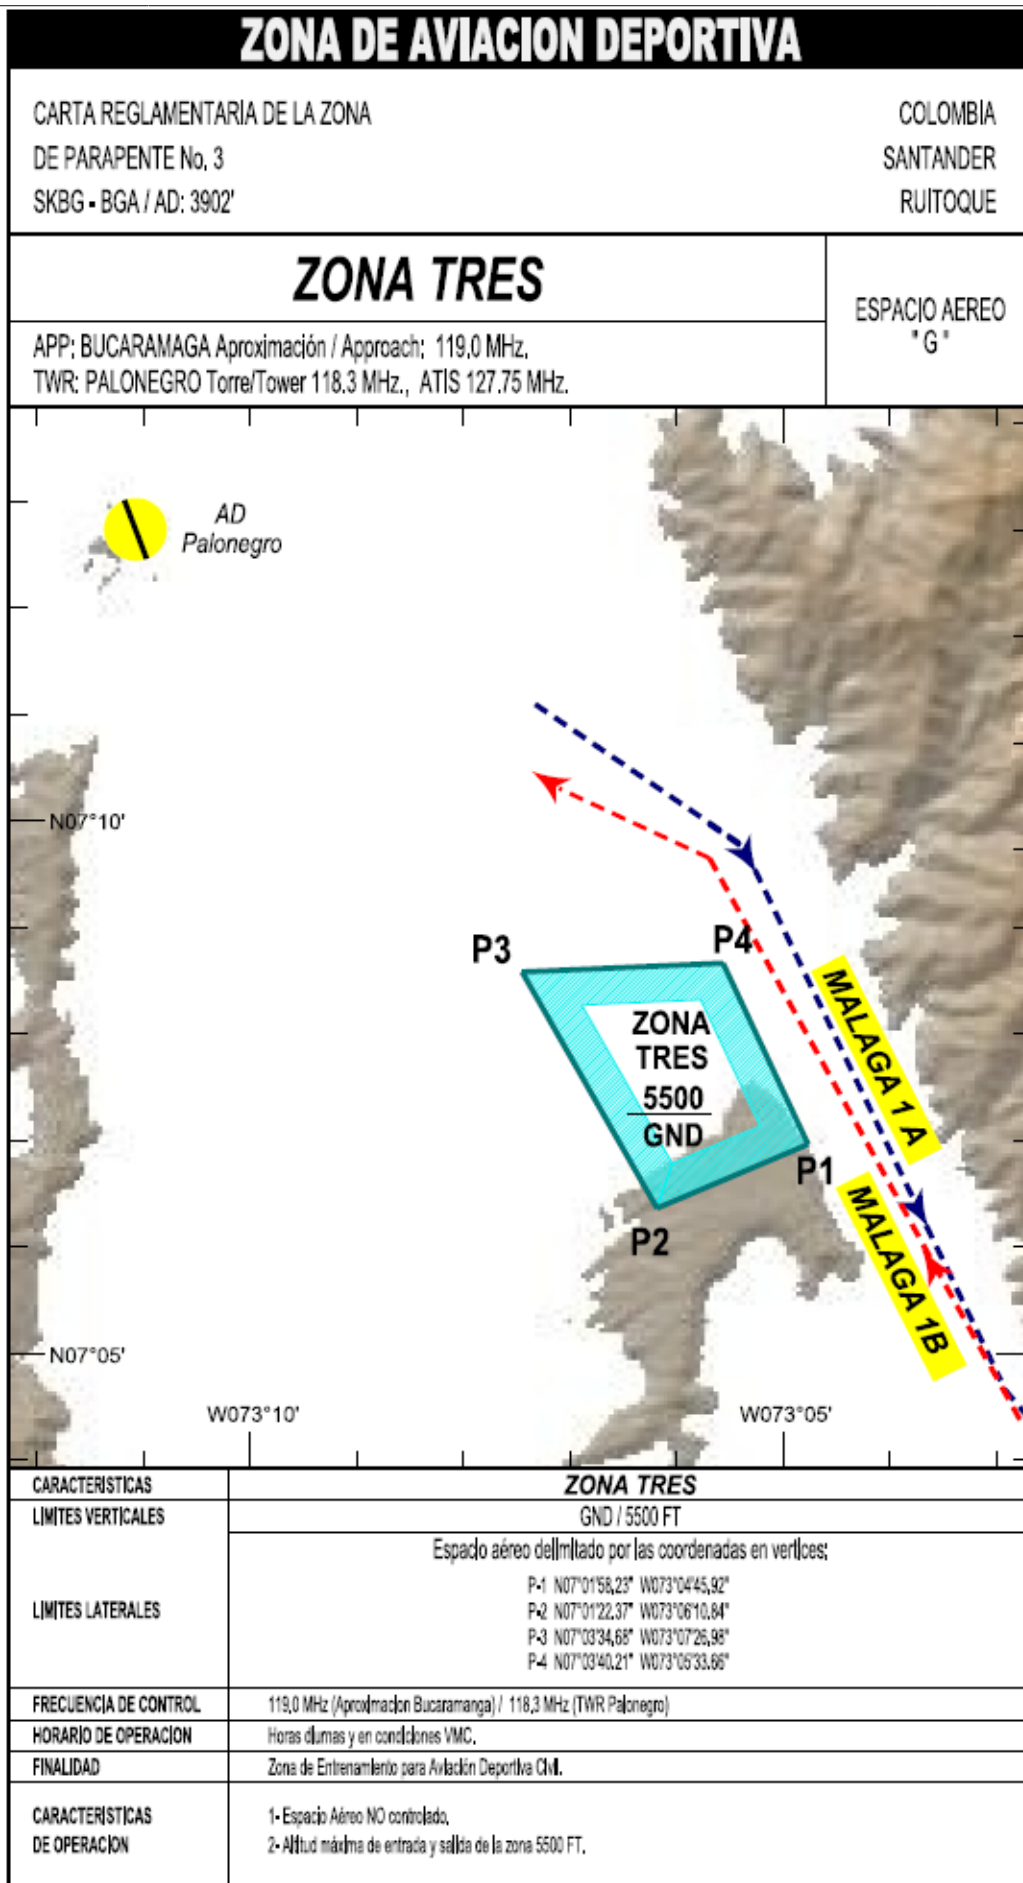 ZONA DE AVIACION DEPORTIVA
CARTA REGLAMENTARIA DE LA ZONA
DE PARAPENTE No. 3
SKBG - BGA / AD: 3902'
COLOMBIA
SANTANDER
RUITOQUE
ZONA TRES
APP: BUCARAMAGA Aproximación / Approach: 119.0 MHz.
TWR: PALONEGRO Torre/Tower 118.3 MHz., ATIS 127.75 MHz.
ESPACIO AEREO
" G "
AD
Palonegro
N07°10'
P3
P4
ZONA
TRES
5500
GND
MALAGA 1 A
P1
P2
MALAGA 1B
N07°05'
W073°10'
W073°05'
CARACTERISTICAS
ZONA TRES
LIMITES VERTICALES
GND / 5500 FT
LIMITES LATERALES
Espacio aéreo delimitado por las coordenadas en vertices:
P-1 N07°01'58,23" W073°04'45,92"
P-2 N07°01'22.37" W073°06'10.84"
P-3 N07°03'34,68" W073°07'26,98"
P-4 N07°03'40.21" W073°05'33.66"
FRECUENCIA DE CONTROL
119,0 MHz (Aproximacion Bucaramanga) / 118,3 MHz (TWR Palonegro)
HORARIO DE OPERACION
Horas diurnas y en condiciones VMC.
FINALIDAD
Zona de Entrenamiento para Aviación Deportiva Civil.
CARACTERISTICAS
DE OPERACION
1- Espacio Aéreo NO controlado.
2- Altitud máxima de entrada y salida de la zona 5500 FT.